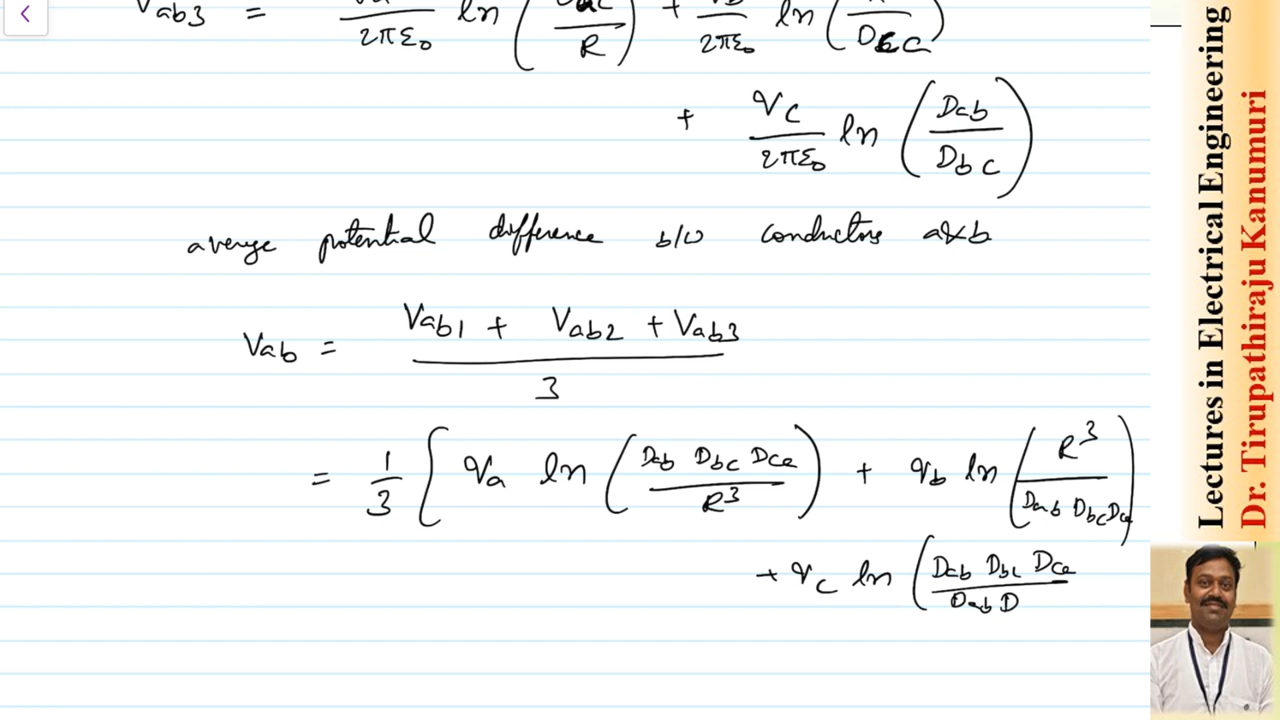 Vab3 = 2πε₀ ln ( R ) + 2πε₀ ln ( DbC )
+ qC / 2πε₀ ln ( Dab / DbC )
average potential difference b/w conductors a&b
Vab = (Vab1 + Vab2 + Vab3) / 3
= 1/3 [ qa ln ( Dab Dbc Dca / R³ ) + qb ln ( R³ / Dab Dbc Dca )
+ qC ln ( Dab Dbc Dca / Dab D
Lectures in Electrical Engineering
Dr. Tirupathiraju Kanumuri